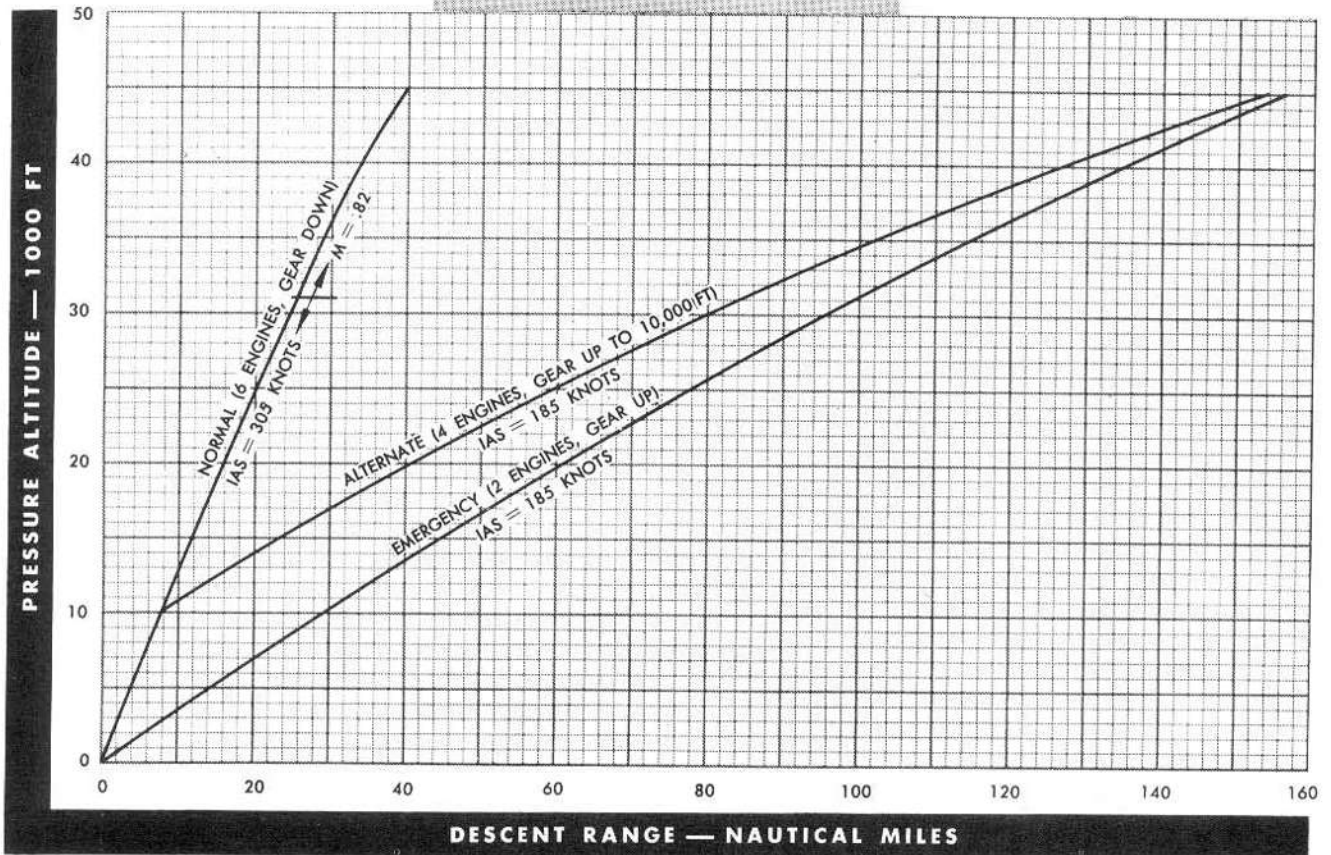 50
40
30
20
10
0
PRESSURE ALTITUDE — 1000 FT
NORMAL (6 ENGINES, GEAR DOWN)
IAS = 305 KNOTS
M = .82
ALTERNATE (4 ENGINES, GEAR UP TO 10,000 FT)
IAS = 185 KNOTS
EMERGENCY (2 ENGINES, GEAR UP)
IAS = 185 KNOTS
0 20 40 60 80 100 120 140 160
DESCENT RANGE — NAUTICAL MILES